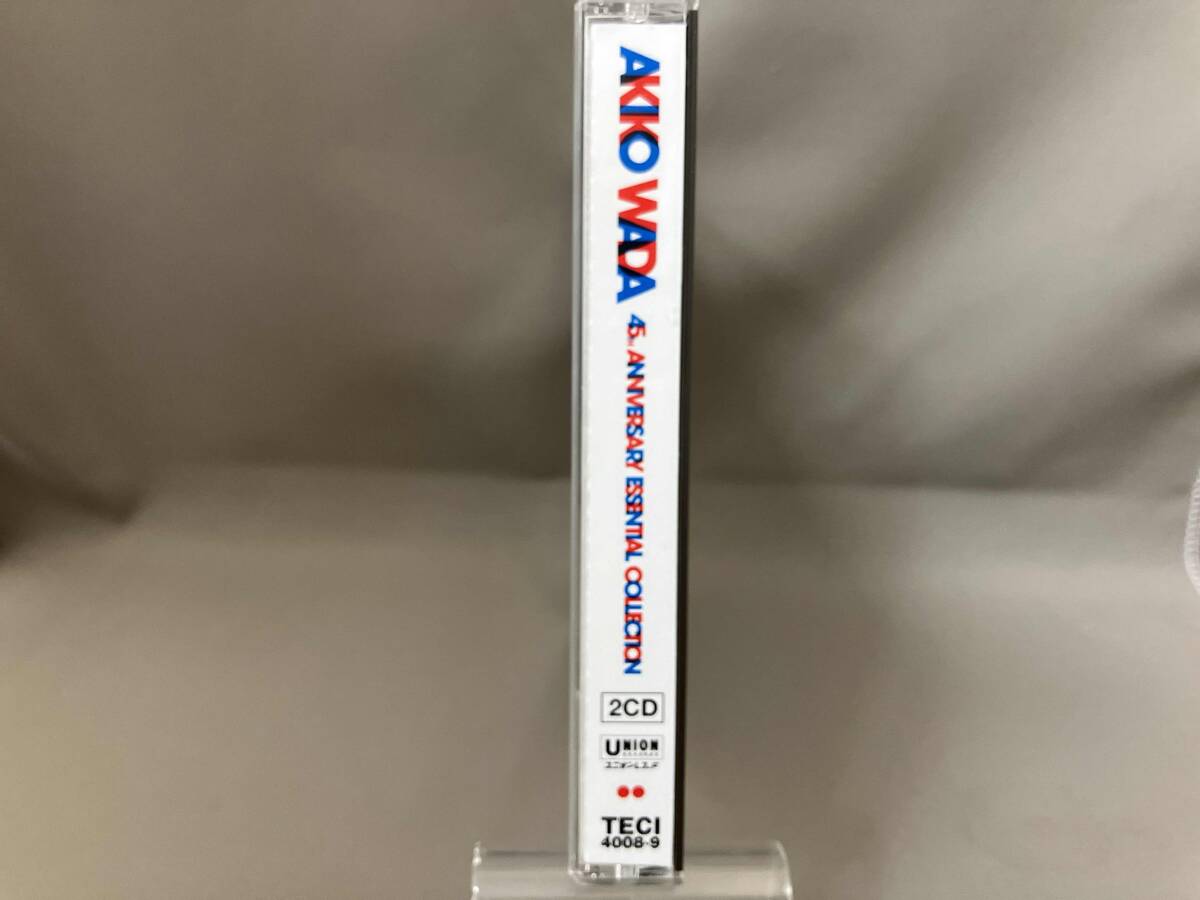 AKIKO WADA
45TH ANNIVERSARY ESSENTIAL COLLECTION
2CD
UNION
RECORDS
ユニオンレコード
TECI
4008-9